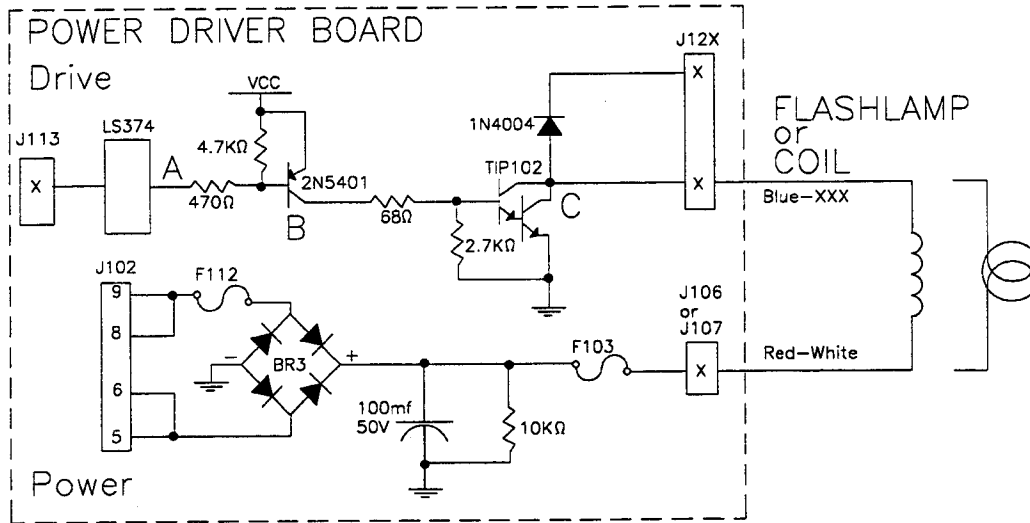 POWER DRIVER BOARD
Drive
J12X
VCC
X
J113
LS374
1N4004
FLASHLAMP
or
COIL
4.7KΩ
TIP102
X
A
2N5401
X
C
Blue-XXX
470Ω
B
68Ω
2.7KΩ
J102
F112
9
8
J106
or
J107
F103
-
BR3
+
Red-White
X
6
100mf
50V
10KΩ
5
Power